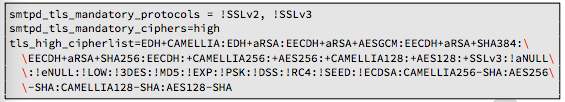 smtpd_tls_mandatory_protocols = !SSLv2, !SSLv3
smtpd_tls_mandatory_ciphers=high
tls_high_cipherlist=EDH+CAMELLIA:EDH+aRSA:EECDH+aRSA+AESGCM:EECDH+aRSA+SHA384:\
\EECDH+aRSA+SHA256:EECDH:+CAMELLIA256:+AES256:+CAMELLIA128:+AES128:+SSLv3:!aNULL\
\:!eNULL:!LOW:!3DES:!MD5:!EXP:!PSK:!DSS:!RC4:!SEED:!ECDSA:CAMELLIA256-SHA:AES256\
\-SHA:CAMELLIA128-SHA:AES128-SHA